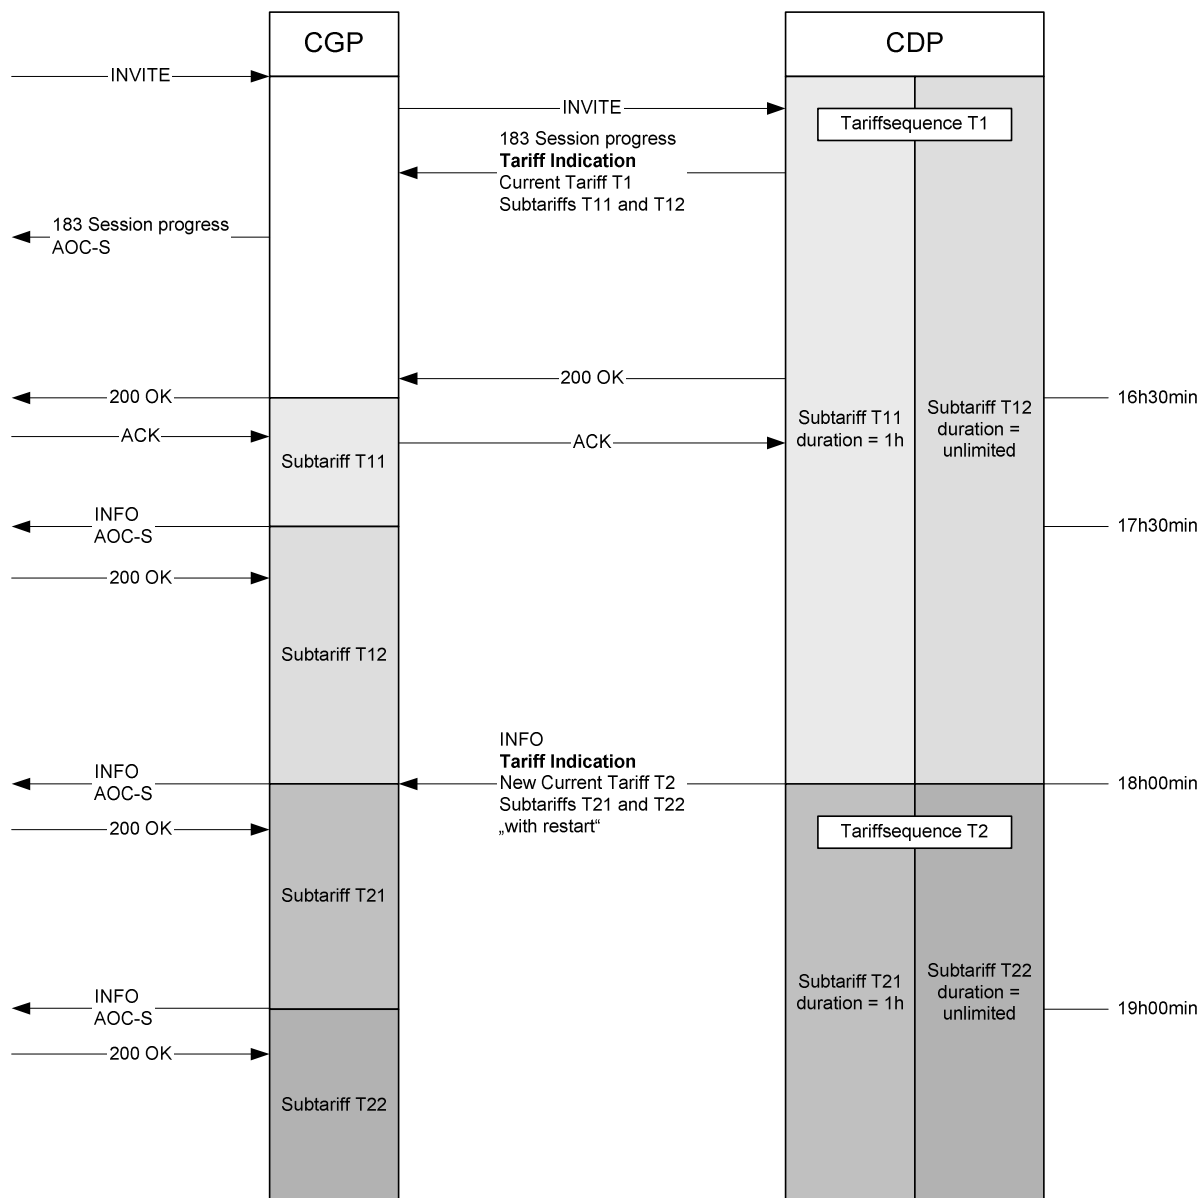 CGP
CDP
INVITE
INVITE
Tariffsequence T1
183 Session progress
Tariff Indication
Current Tariff T1
Subtariffs T11 and T12
183 Session progress
AOC-S
200 OK
200 OK
16h30min
Subtariff T11
duration = 1h
Subtariff T12
duration =
unlimited
ACK
ACK
Subtariff T11
INFO
AOC-S
17h30min
200 OK
Subtariff T12
INFO
Tariff Indication
New Current Tariff T2
Subtariffs T21 and T22
„with restart“
INFO
AOC-S
18h00min
200 OK
Tariffsequence T2
Subtariff T21
Subtariff T21
duration = 1h
Subtariff T22
duration =
unlimited
INFO
AOC-S
19h00min
200 OK
Subtariff T22